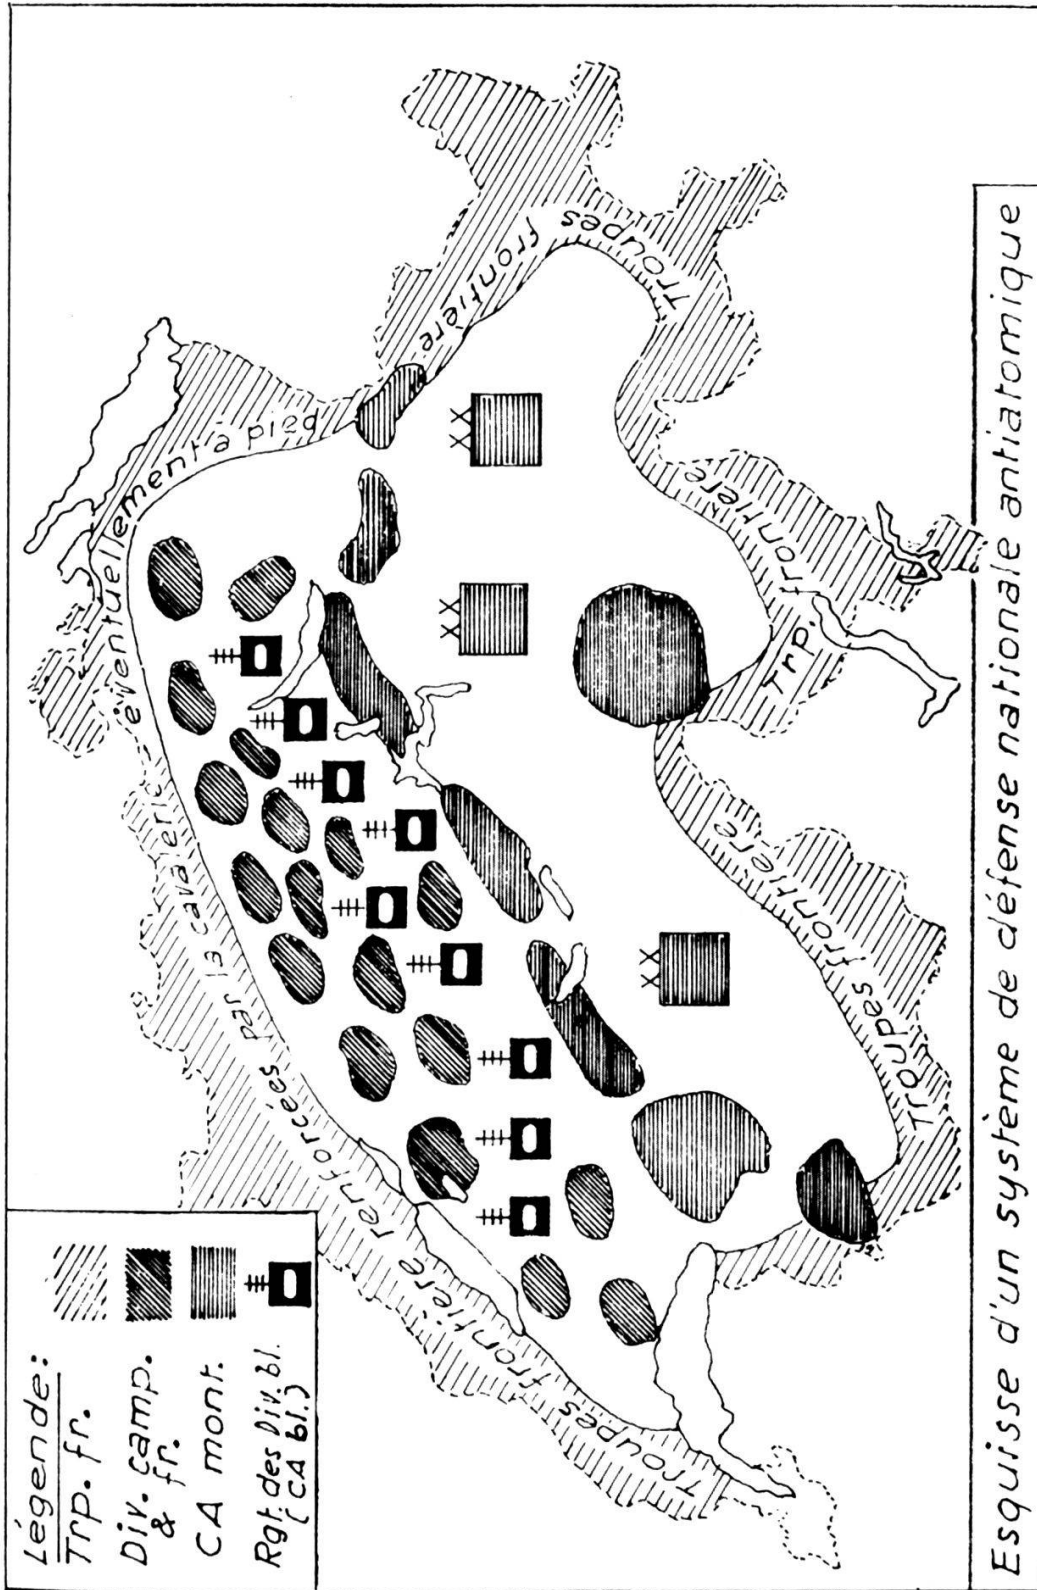 Légende:
Trp. fr.
Div. camp.
& fr.
CA mont.
Rgt. des Div. bl.
(CA bl.)
Troupes frontière renforcées par la cavalerie éventuellement à pied
Troupes frontière
Troupes frontière
Trp. frontière
Esquisse d'un système de défense nationale antiatomique